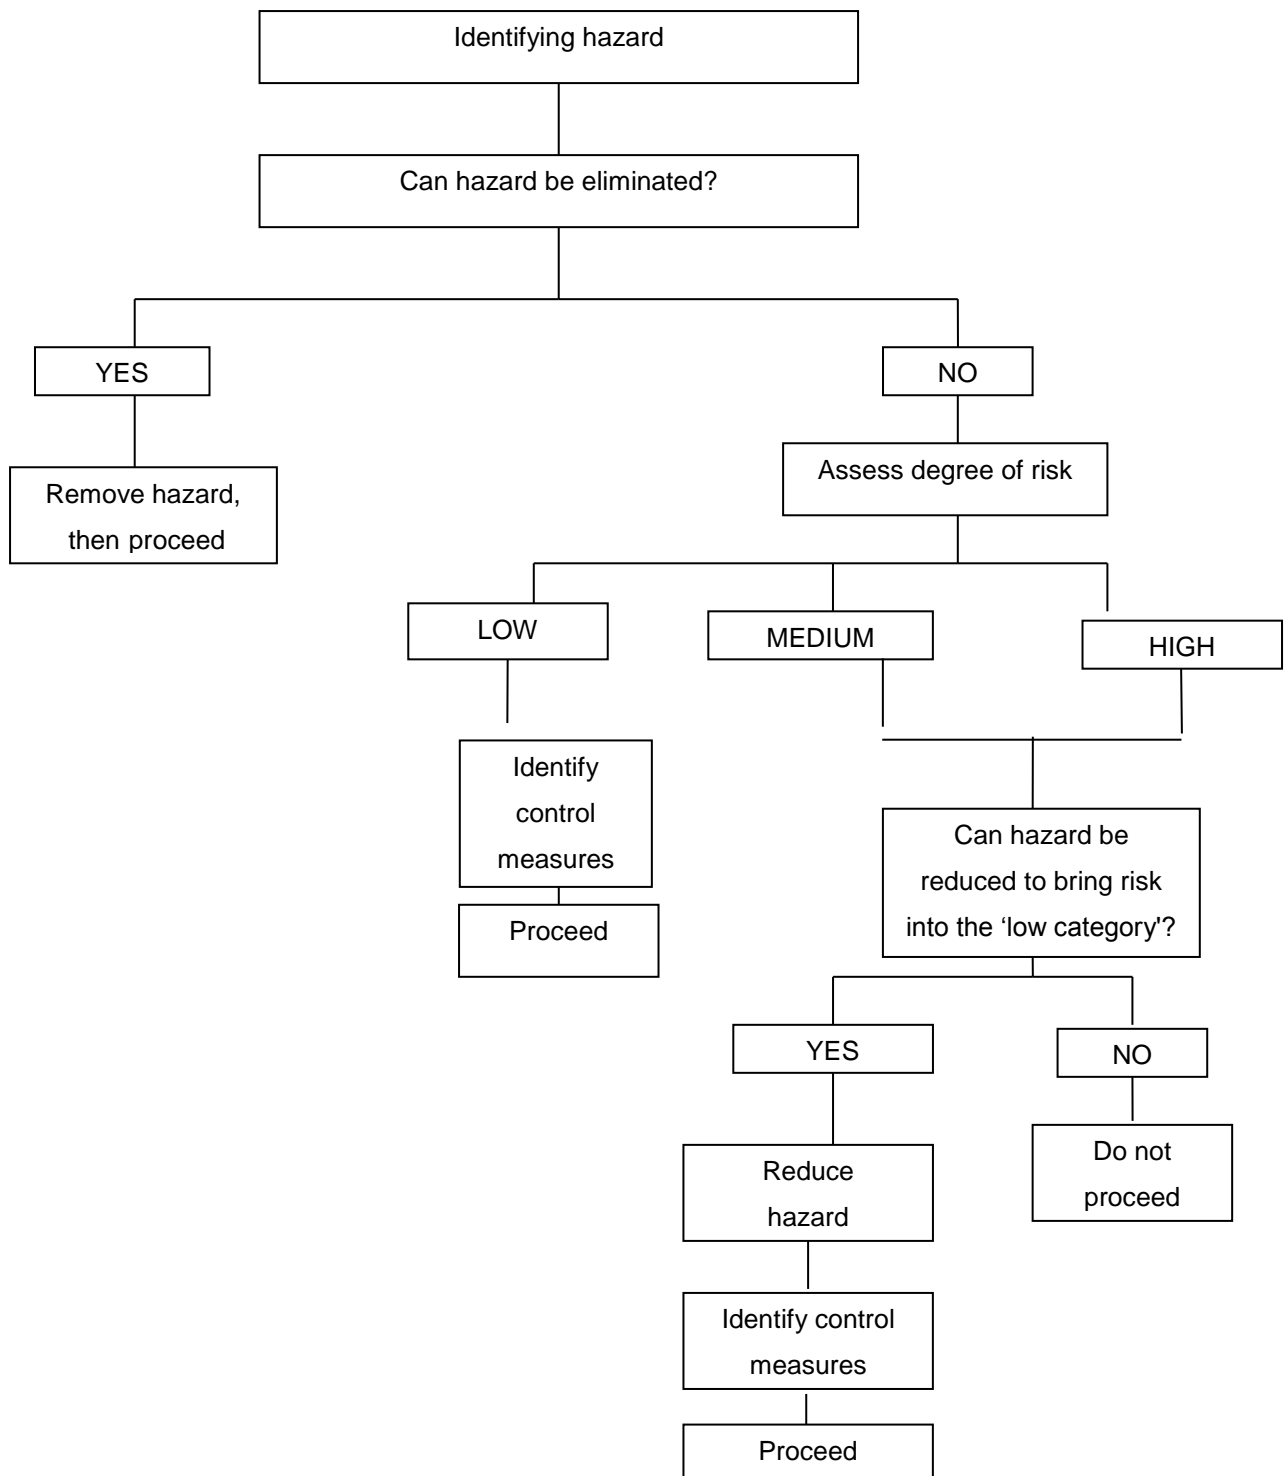 Identifying hazard
Can hazard be eliminated?
YES
NO
Remove hazard,
then proceed
Assess degree of risk
LOW
MEDIUM
HIGH
Identify
control
measures
Proceed
Can hazard be
reduced to bring risk
into the ‘low category'?
YES
NO
Reduce
hazard
Do not
proceed
Identify control
measures
Proceed